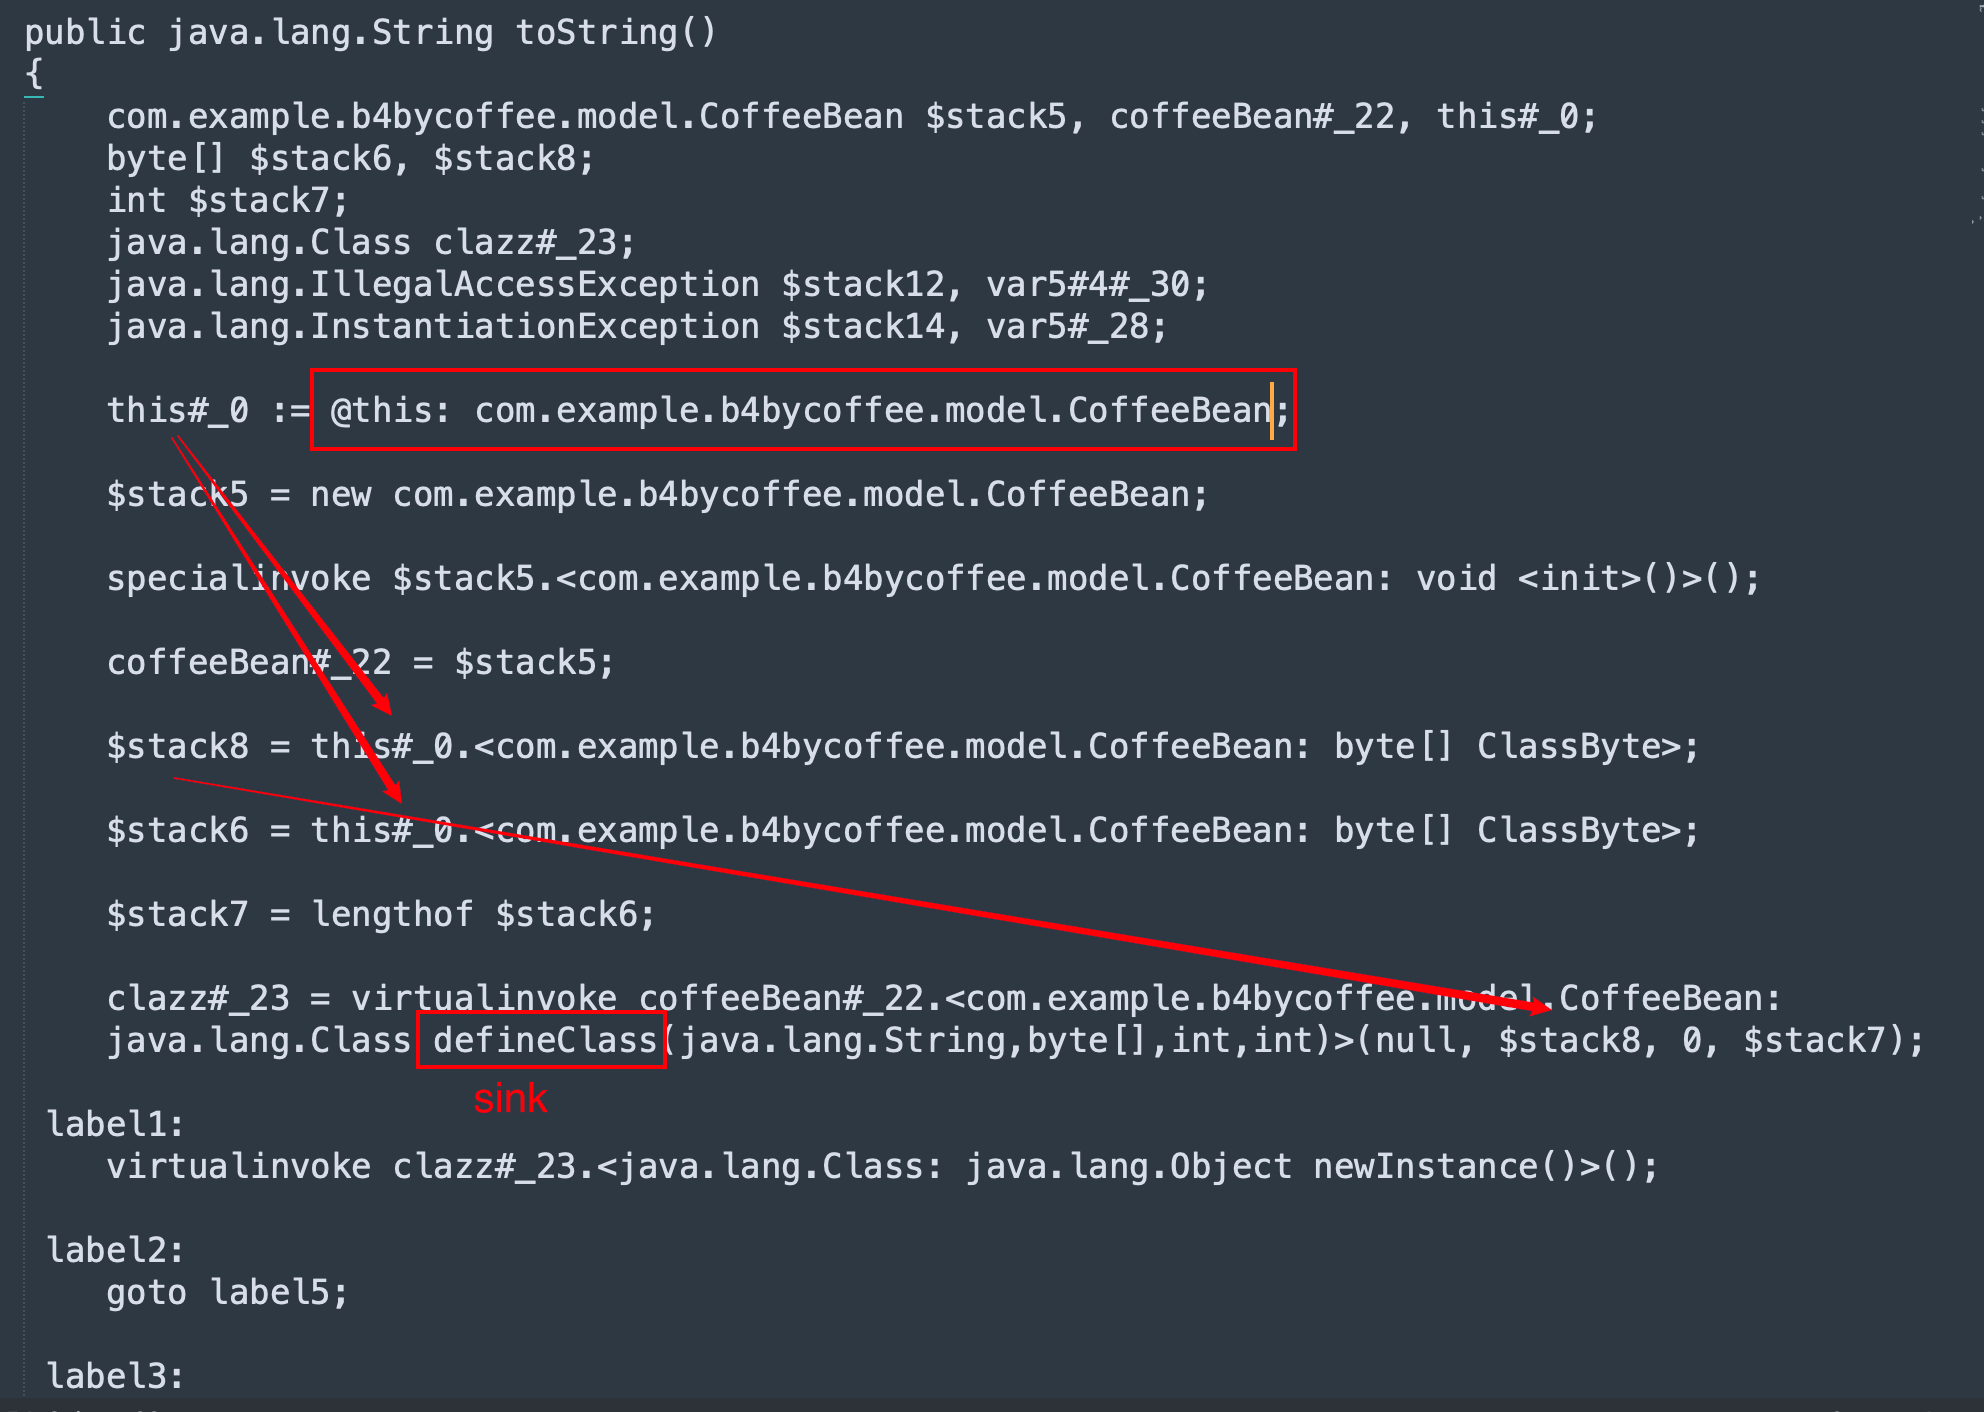 public java.lang.String toString()
{
com.example.b4bycoffee.model.CoffeeBean $stack5, coffeeBean#_22, this#_0;
byte[] $stack6, $stack8;
int $stack7;
java.lang.Class clazz#_23;
java.lang.IllegalAccessException $stack12, var5#4#_30;
java.lang.InstantiationException $stack14, var5#_28;
this#_0 := @this: com.example.b4bycoffee.model.CoffeeBean;
$stack5 = new com.example.b4bycoffee.model.CoffeeBean;
specialinvoke $stack5.<com.example.b4bycoffee.model.CoffeeBean: void <init>()>();
coffeeBean#_22 = $stack5;
$stack8 = this#_0.<com.example.b4bycoffee.model.CoffeeBean: byte[] ClassByte>;
$stack6 = this#_0.<com.example.b4bycoffee.model.CoffeeBean: byte[] ClassByte>;
$stack7 = lengthof $stack6;
clazz#_23 = virtualinvoke coffeeBean#_22.<com.example.b4bycoffee.model.CoffeeBean:
java.lang.Class defineClass(java.lang.String,byte[],int,int)>(null, $stack8, 0, $stack7);
sink
label1:
virtualinvoke clazz#_23.<java.lang.Class: java.lang.Object newInstance()>();
label2:
goto label5;
label3: